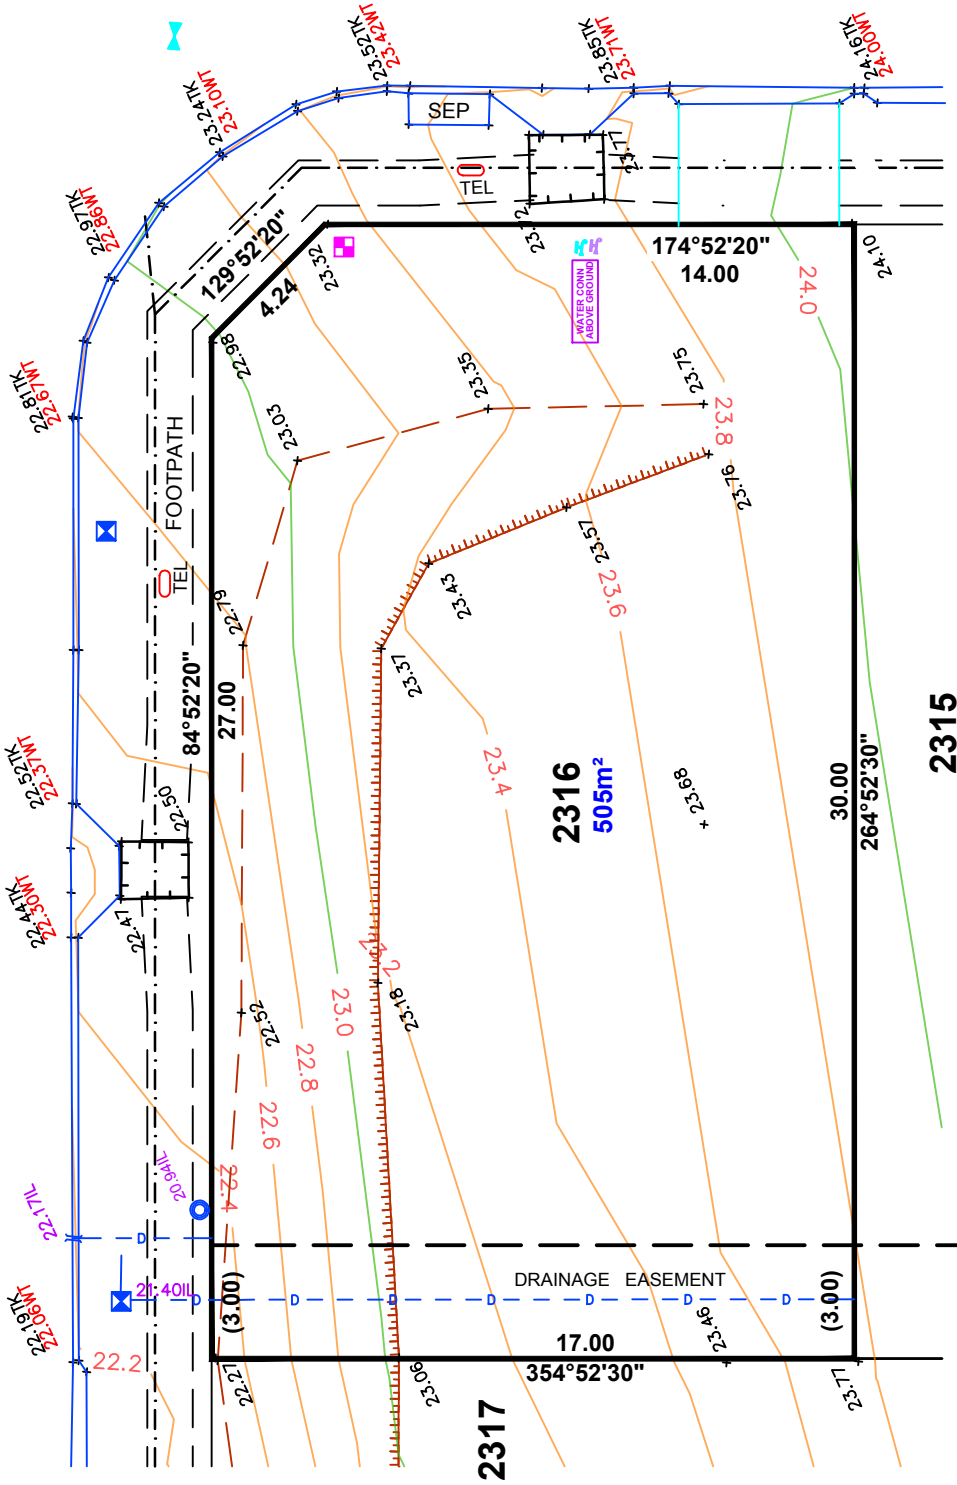 23.52TK
23.42WT
23.85TK
23.71WT
24.16TK
24.00WT
23.24TK
23.10WT
SEP
TEL
23.77
23.72
22.97TK
22.86WT
129°52'20"
4.24
23.32
174°52'20"
14.00
24.10
24.0
WATER CONN
ABOVE GROUND
22.98
22.81TK
22.67WT
23.03
23.35
23.75
23.8
23.76
FOOTPATH
TEL
22.79
23.43
23.57
23.6
23.37
84°52'20"
27.00
22.52TK
22.37WT
22.50
23.4
2316
505m²
23.68
30.00
264°52'30"
2315
22.44TK
22.30WT
22.47
23.2
23.18
22.52
23.0
22.8
22.6
22.4
20.94IL
22.17IL
D
21.40IL
D
D
D
D
D
D
D
DRAINAGE EASEMENT
(3.00)
(3.00)
22.19TK
22.06WT
22.2
22.27
23.06
17.00
354°52'30"
23.46
23.77
2317